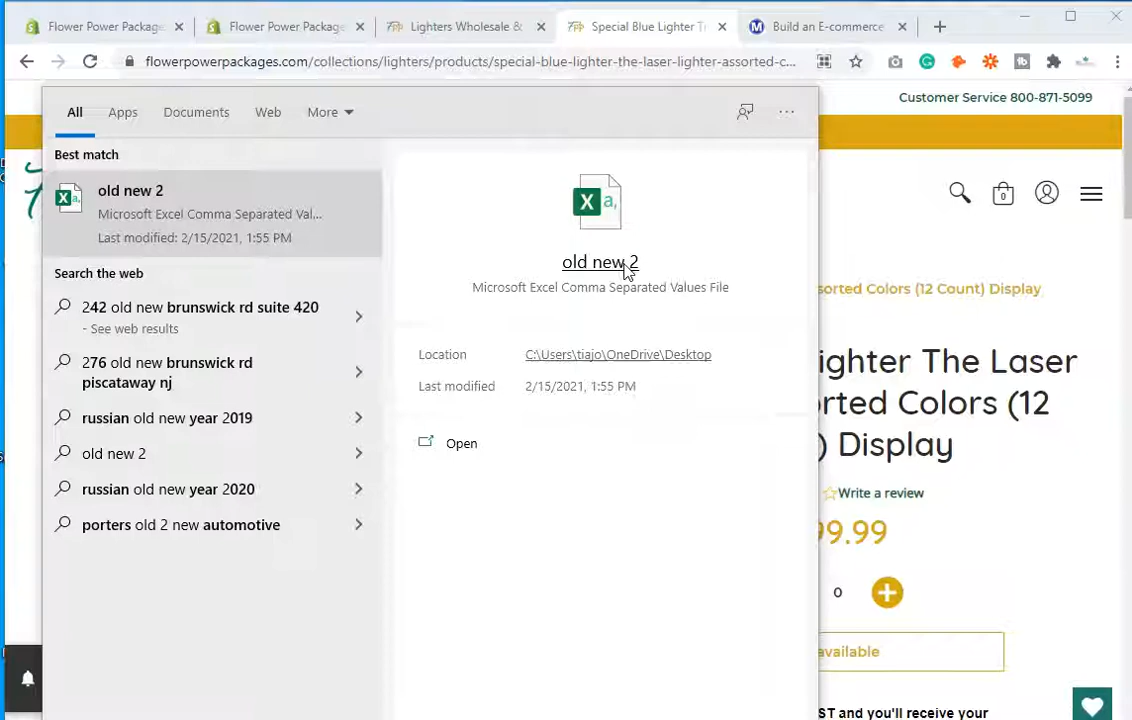 Flower Power Package
Flower Power Package
Lighters Wholesale &
Special Blue Lighter T
Build an E-commerce
flowerpowerpackages.com/collections/lighters/products/special-blue-lighter-the-laser-lighter-assorted-c...
Customer Service 800-871-5099
All Apps Documents Web More
Best match
old new 2
Microsoft Excel Comma Separated Val...
Last modified: 2/15/2021, 1:55 PM
Search the web
242 old new brunswick rd suite 420
- See web results
276 old new brunswick rd
piscataway nj
russian old new year 2019
old new 2
russian old new year 2020
porters old 2 new automotive
X a,
old new 2
Microsoft Excel Comma Separated Values File
Location C:\Users\tiajo\OneDrive\Desktop
Last modified 2/15/2021, 1:55 PM
Open
0
sorted Colors (12 Count) Display
ighter The Laser
orted Colors (12
) Display
Write a review
99.99
0
available
ST and you'll receive your